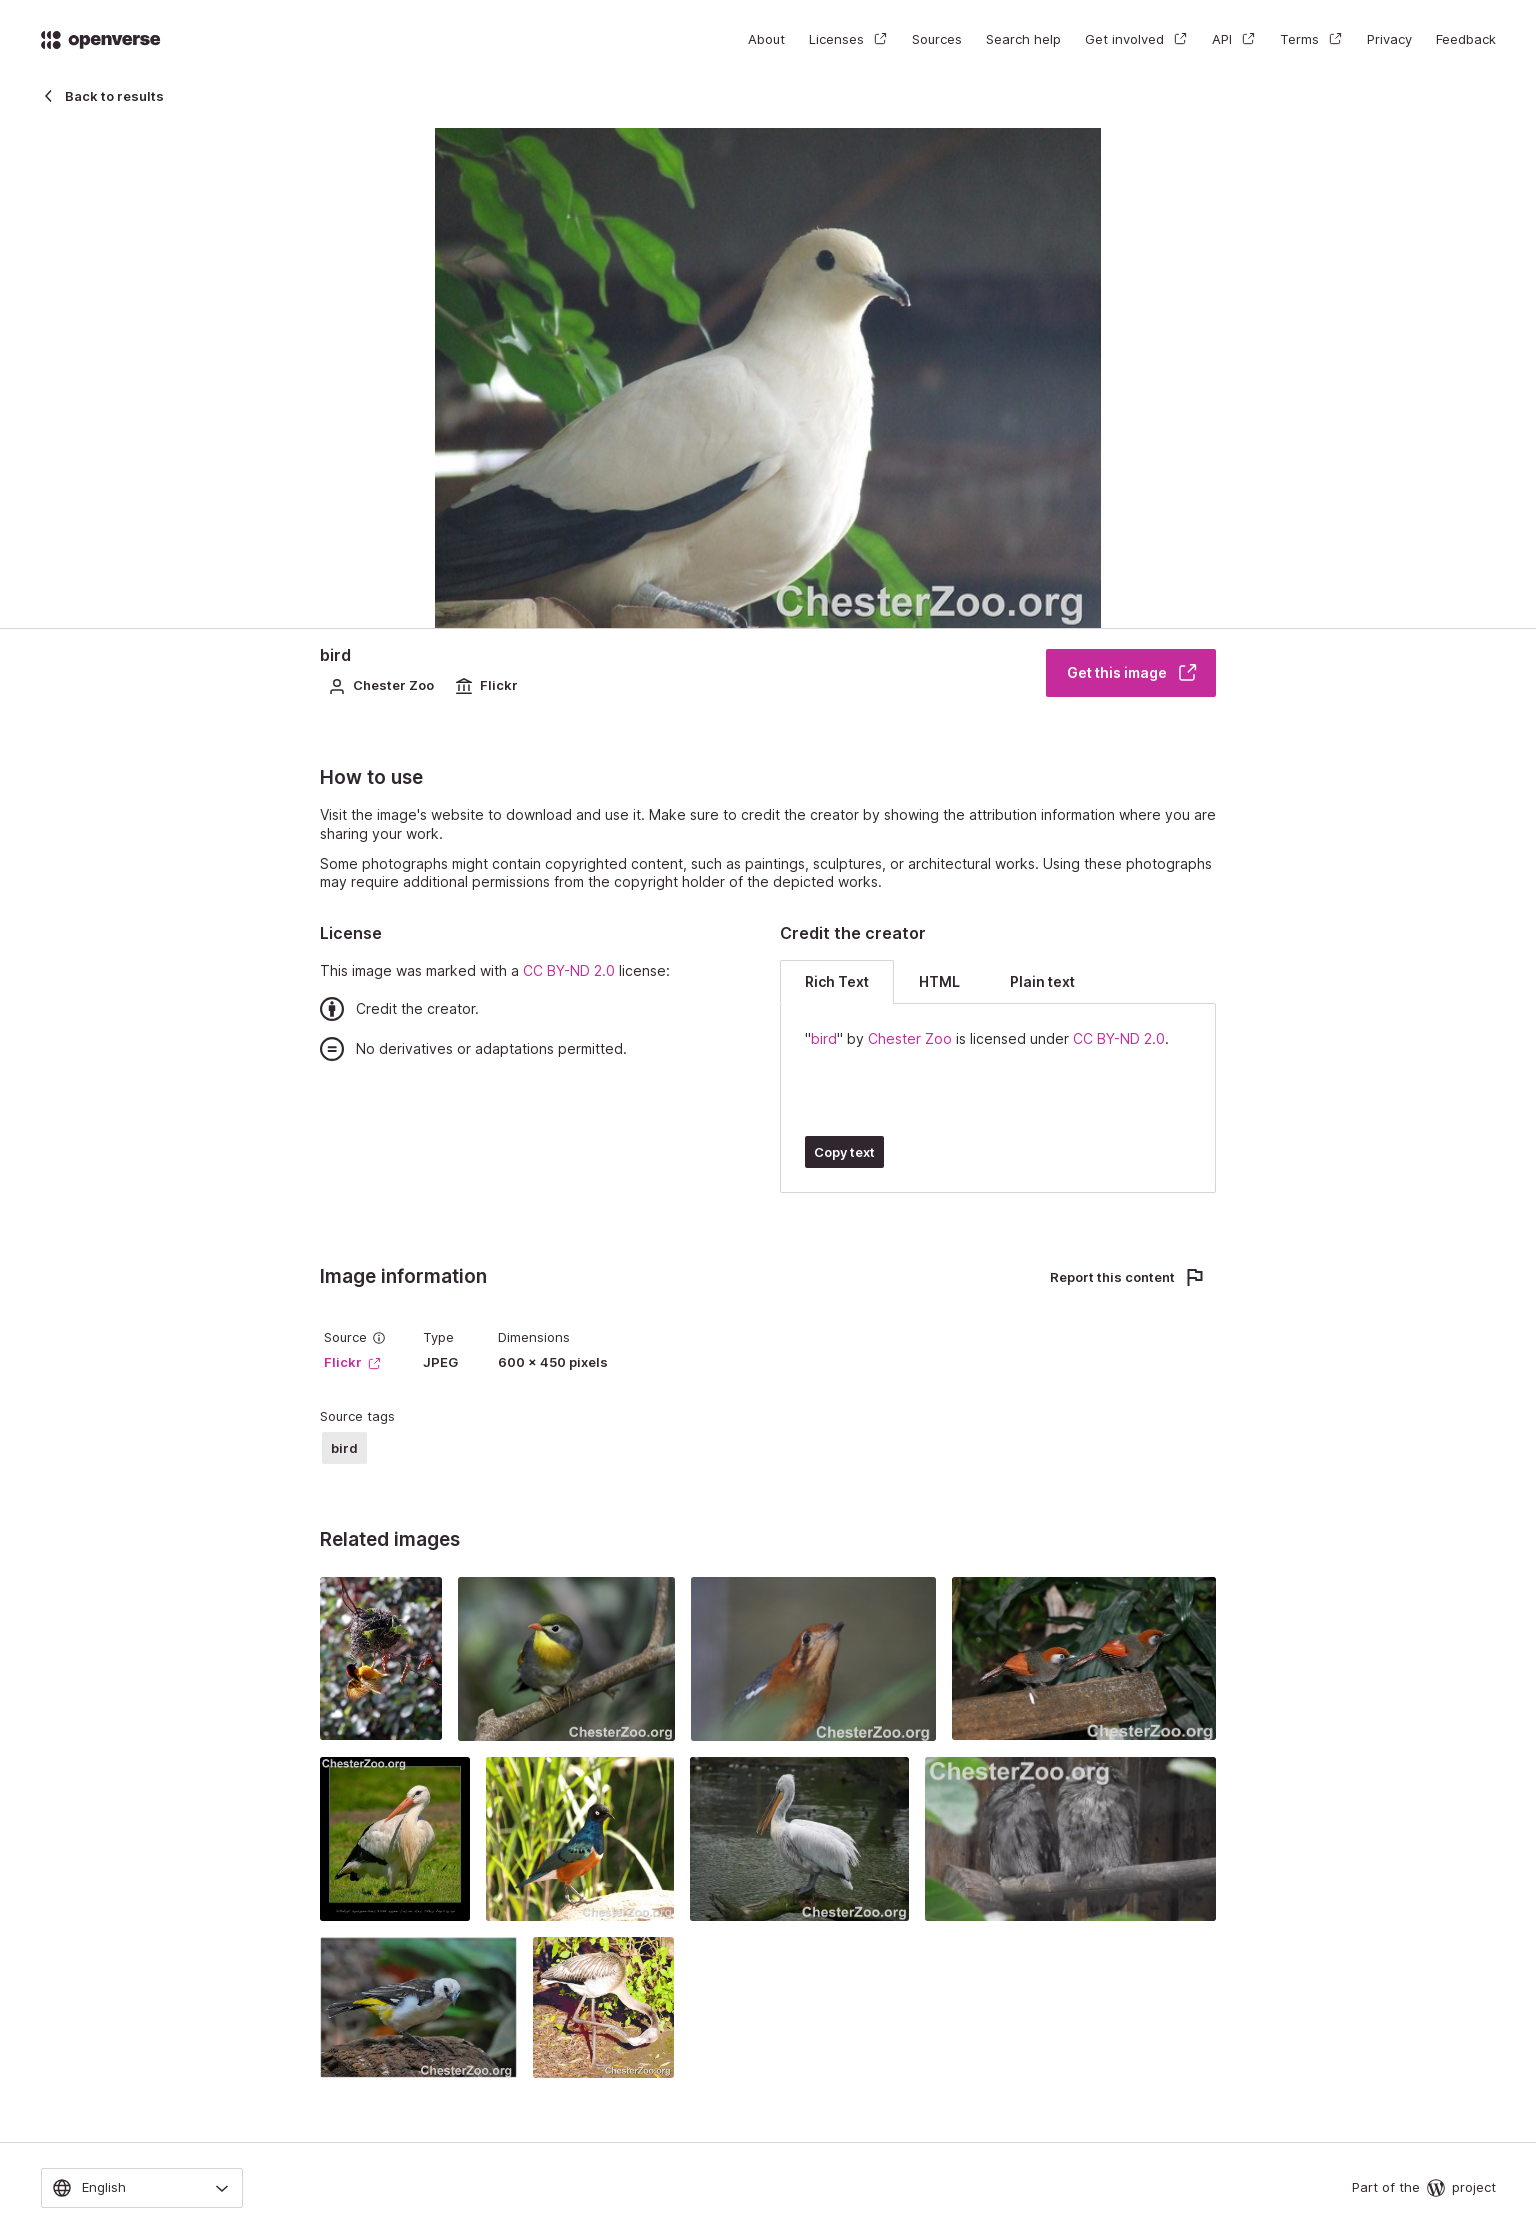 openverse
About Licenses Sources Search help Get involved API Terms Privacy Feedback
Back to results
ChesterZoo.org
bird
Chester Zoo Flickr
Get this image
How to use
Visit the image's website to download and use it. Make sure to credit the creator by showing the attribution information where you are
sharing your work.
Some photographs might contain copyrighted content, such as paintings, sculptures, or architectural works. Using these photographs
may require additional permissions from the copyright holder of the depicted works.
License
This image was marked with a CC BY-ND 2.0 license:
Credit the creator.
No derivatives or adaptations permitted.
Credit the creator
Rich Text HTML Plain text
"bird" by Chester Zoo is licensed under CC BY-ND 2.0.
Copy text
Image information
Report this content
Source Type Dimensions
Flickr JPEG 600 × 450 pixels
Source tags
bird
Related images
ChesterZoo.org
ChesterZoo.org
ChesterZoo.org
ChesterZoo.org
ChesterZoo.org
ChesterZoo.org
ChesterZoo.org
ChesterZoo.org
ChesterZoo.org
English
Part of the project